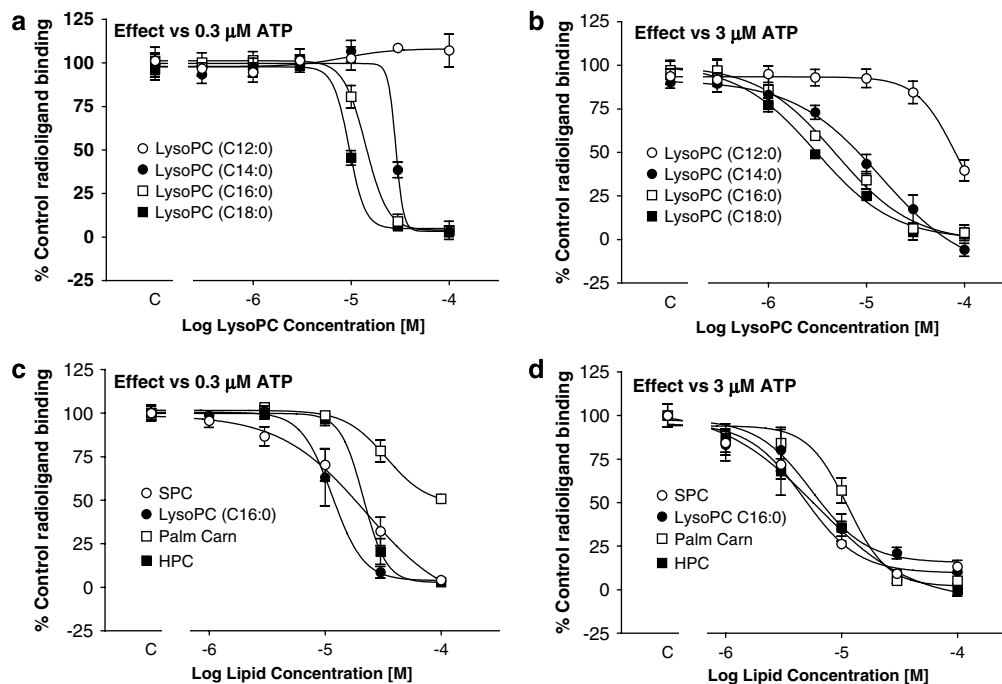 a
Effect vs 0.3 μM ATP
% Control radioligand binding
125
100
75
50
25
0
-25
LysoPC (C12:0)
LysoPC (C14:0)
LysoPC (C16:0)
LysoPC (C18:0)
C
-6
-5
-4
Log LysoPC Concentration [M]
b
Effect vs 3 μM ATP
% Control radioligand binding
125
100
75
50
25
0
-25
LysoPC (C12:0)
LysoPC (C14:0)
LysoPC (C16:0)
LysoPC (C18:0)
C
-6
-5
-4
Log LysoPC Concentration [M]
c
Effect vs 0.3 μM ATP
% Control radioligand binding
125
100
75
50
25
0
-25
SPC
LysoPC (C16:0)
Palm Carn
HPC
C
-6
-5
-4
Log Lipid Concentration [M]
d
Effect vs 3 μM ATP
% Control radioligand binding
125
100
75
50
25
0
-25
SPC
LysoPC C16:0)
Palm Carn
HPC
C
-6
-5
-4
Log Lipid Concentration [M]